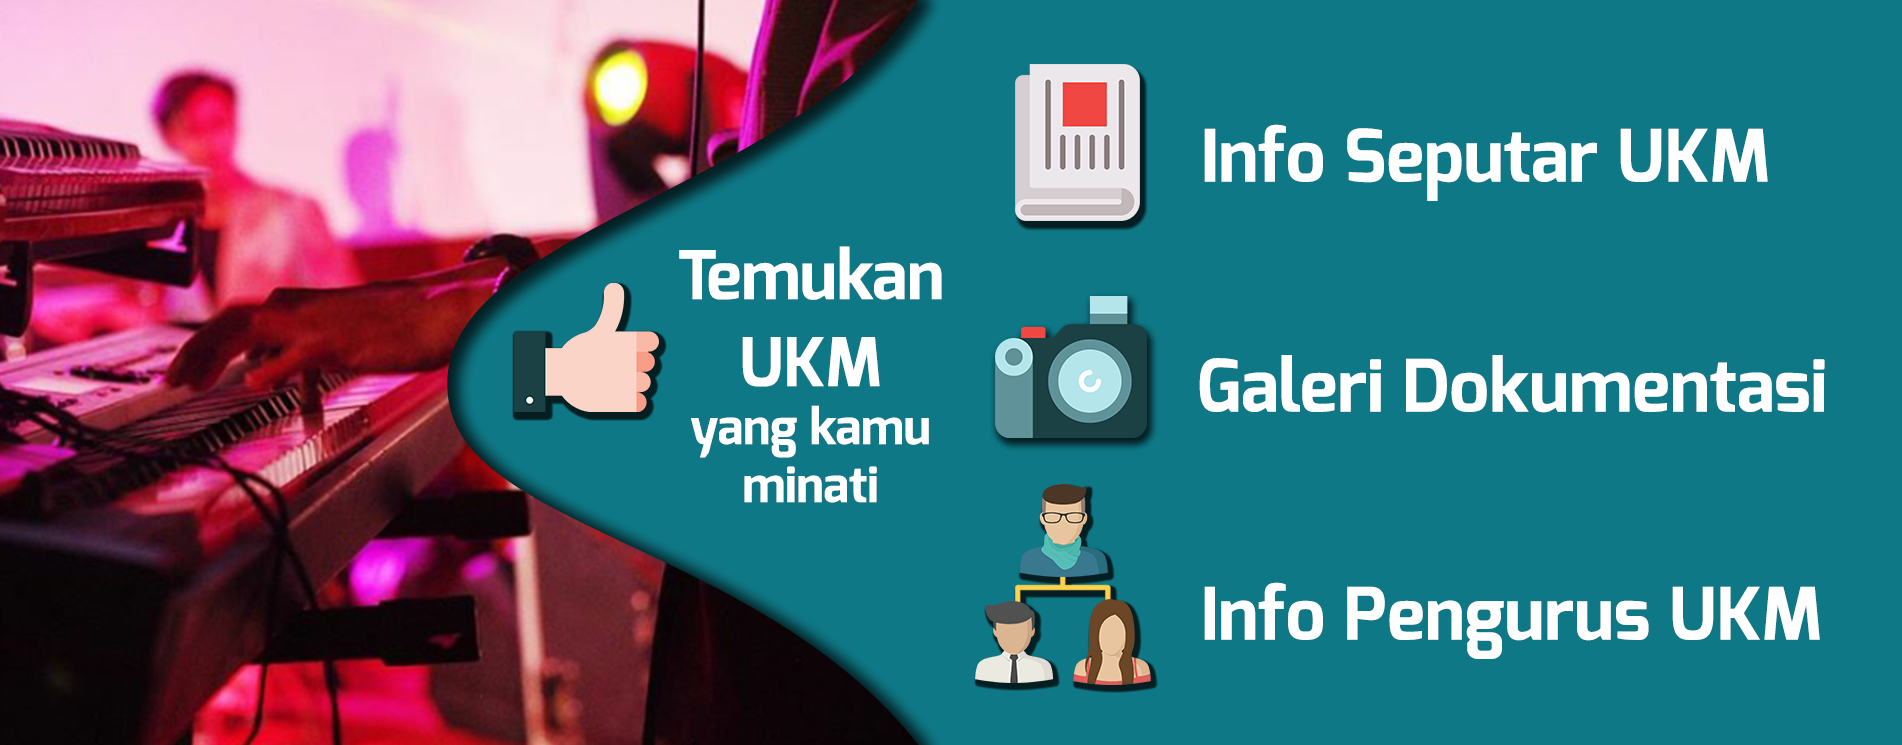 Temukan
UKM
yang kamu
minati
Info Seputar UKM
Galeri Dokumentasi
Info Pengurus UKM